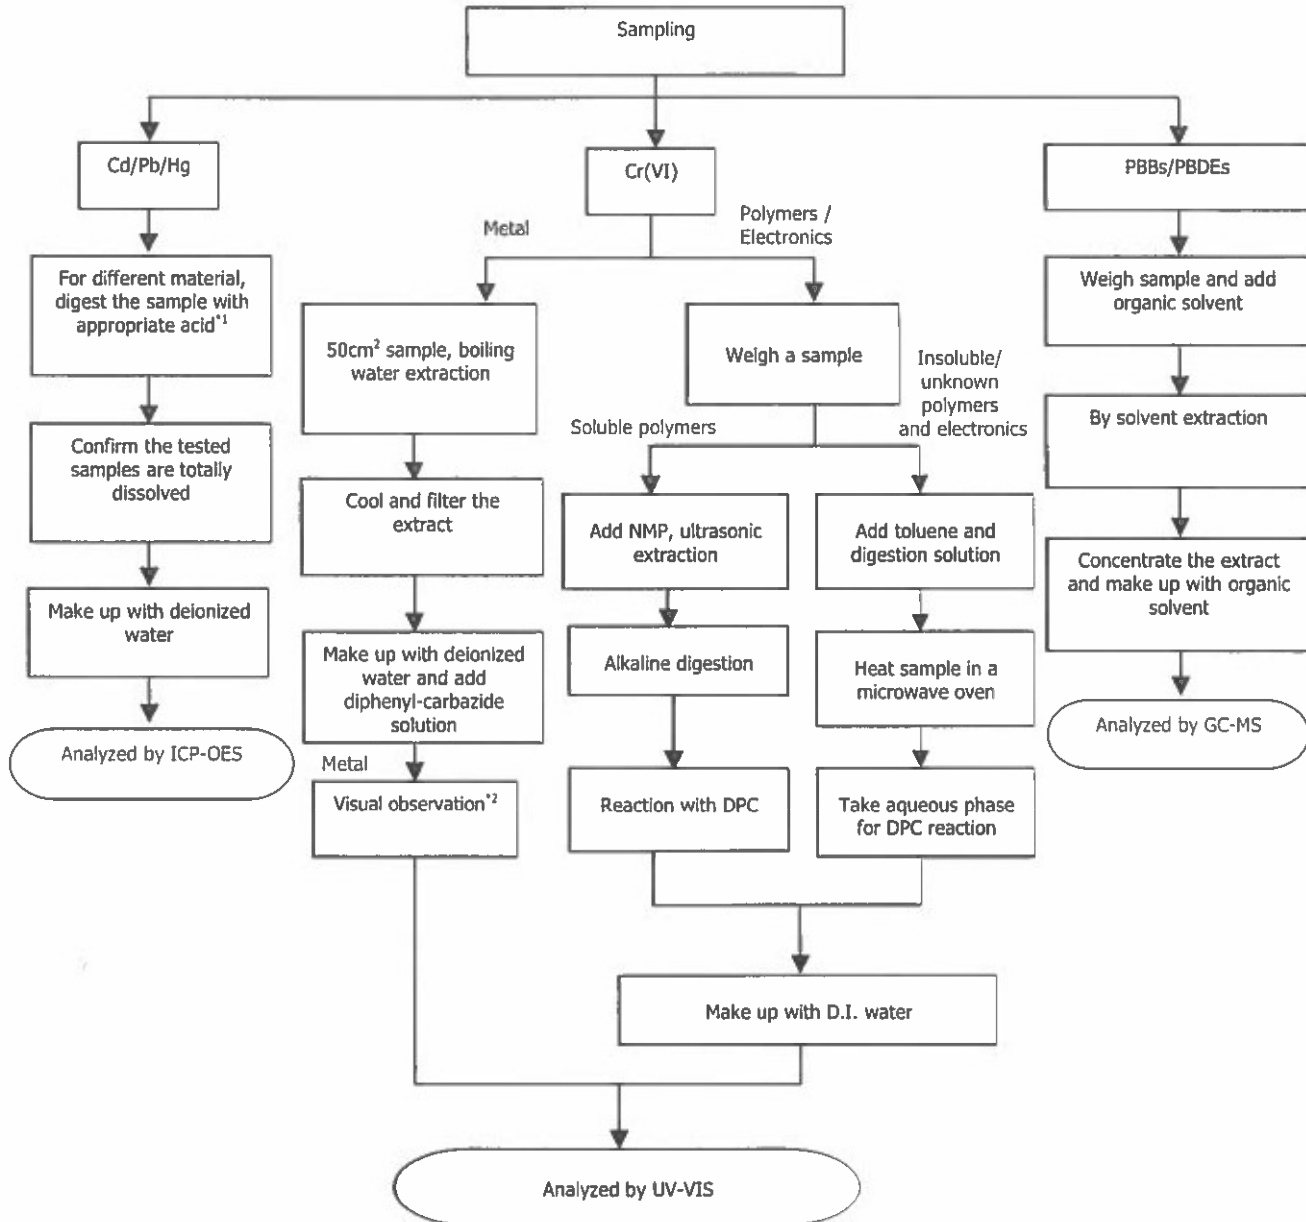 Sampling
Cd/Pb/Hg
Cr(VI)
PBBs/PBDEs
Metal
Polymers /
Electronics
For different material,
digest the sample with
appropriate acid*1
Weigh sample and add
organic solvent
50cm² sample, boiling
water extraction
Weigh a sample
Insoluble/
unknown
polymers
and electronics
Soluble polymers
By solvent extraction
Confirm the tested
samples are totally
dissolved
Cool and filter the
extract
Add NMP, ultrasonic
extraction
Add toluene and
digestion solution
Concentrate the extract
and make up with organic
solvent
Make up with deionized
water
Make up with deionized
water and add
diphenyl-carbazide
solution
Alkaline digestion
Heat sample in a
microwave oven
Analyzed by GC-MS
Analyzed by ICP-OES
Metal
Visual observation*2
Reaction with DPC
Take aqueous phase
for DPC reaction
Make up with D.I. water
Analyzed by UV-VIS